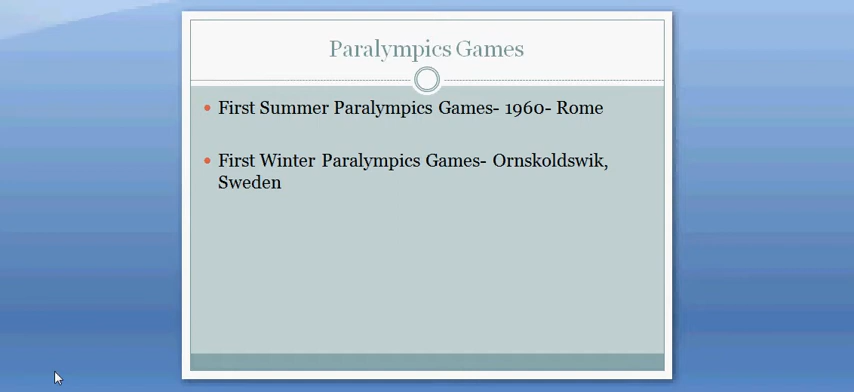 Paralympics Games
First Summer Paralympics Games- 1960- Rome
First Winter Paralympics Games- Ornskoldswik,
Sweden